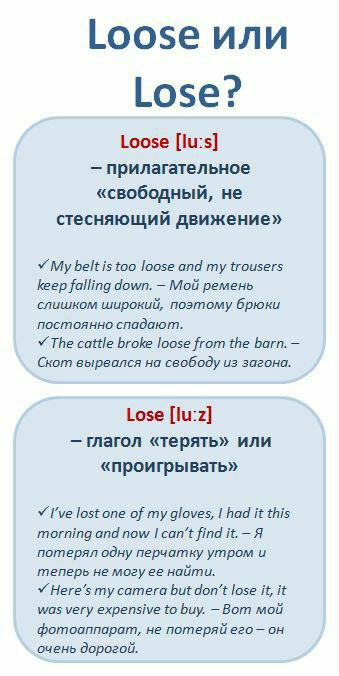 Loose или
Lose?
Loose [lu:s]
– прилагательное
«свободный, не
стесняющий движение»
✓My belt is too loose and my trousers
keep falling down. – Мой ремень
слишком широкий, поэтому брюки
постоянно спадают.
✓The cattle broke loose from the barn. –
Скот вырвался на свободу из загона.
Lose [lu:z]
– глагол «терять» или
«проигрывать»
✓I’ve lost one of my gloves, I had it this
morning and now I can’t find it. – Я
потерял одну перчатку утром и
теперь не могу ее найти.
✓Here’s my camera but don’t lose it, it
was very expensive to buy. – Вот мой
фотоаппарат, не потеряй его – он
очень дорогой.